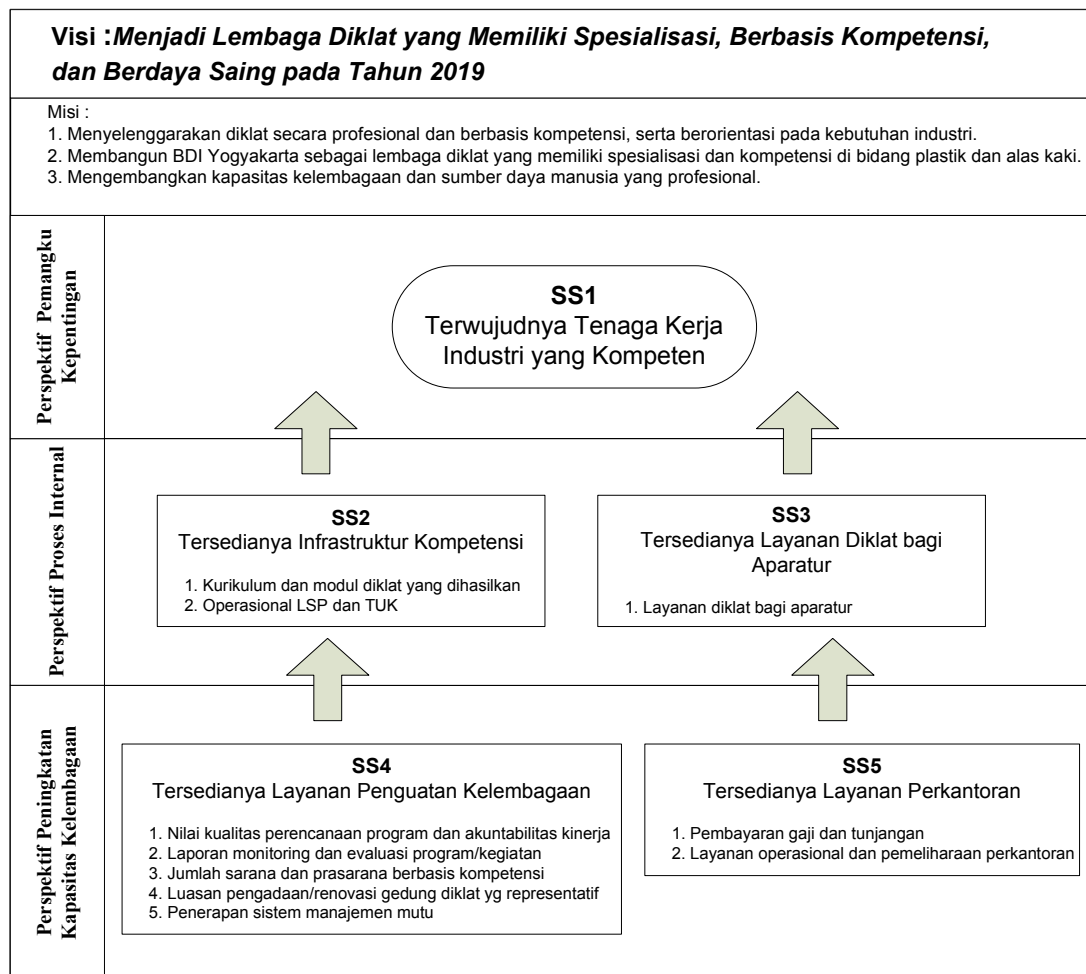 Visi :Menjadi Lembaga Diklat yang Memiliki Spesialisasi, Berbasis Kompetensi,
dan Berdaya Saing pada Tahun 2019
Misi :
1. Menyelenggarakan diklat secara profesional dan berbasis kompetensi, serta berorientasi pada kebutuhan industri.
2. Membangun BDI Yogyakarta sebagai lembaga diklat yang memiliki spesialisasi dan kompetensi di bidang plastik dan alas kaki.
3. Mengembangkan kapasitas kelembagaan dan sumber daya manusia yang profesional.
Perspektif Pemangku
Kepentingan
SS1
Terwujudnya Tenaga Kerja
Industri yang Kompeten
Perspektif Proses Internal
SS2
Tersedianya Infrastruktur Kompetensi
1. Kurikulum dan modul diklat yang dihasilkan
2. Operasional LSP dan TUK
SS3
Tersedianya Layanan Diklat bagi
Aparatur
1. Layanan diklat bagi aparatur
Perspektif Peningkatan
Kapasitas Kelembagaan
SS4
Tersedianya Layanan Penguatan Kelembagaan
1. Nilai kualitas perencanaan program dan akuntabilitas kinerja
2. Laporan monitoring dan evaluasi program/kegiatan
3. Jumlah sarana dan prasarana berbasis kompetensi
4. Luasan pengadaan/renovasi gedung diklat yg representatif
5. Penerapan sistem manajemen mutu
SS5
Tersedianya Layanan Perkantoran
1. Pembayaran gaji dan tunjangan
2. Layanan operasional dan pemeliharaan perkantoran